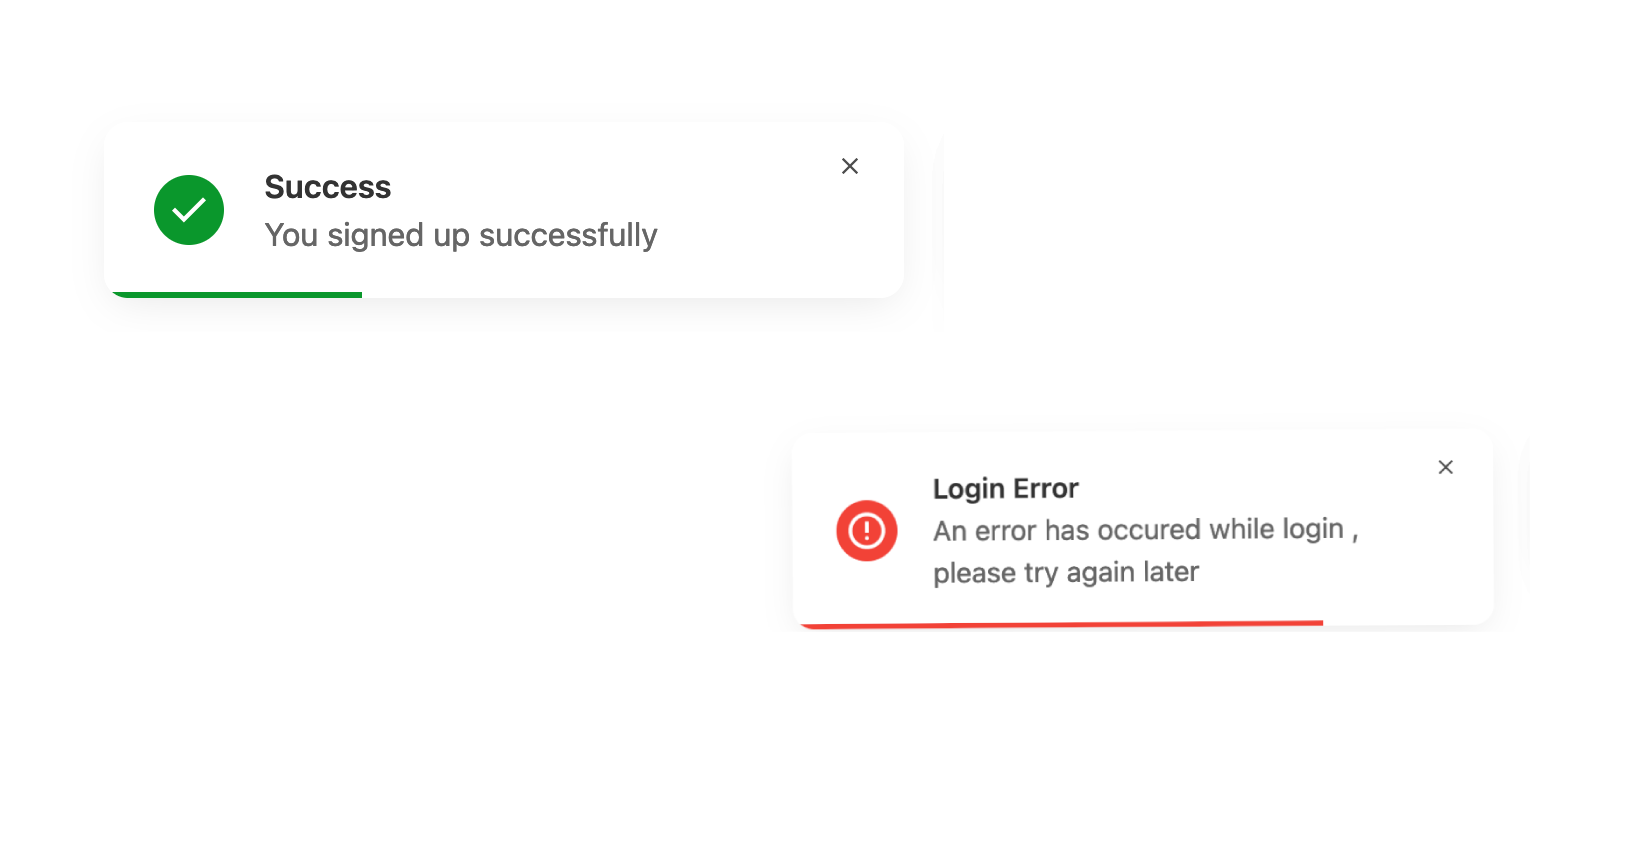 Success
You signed up successfully
Login Error
An error has occured while login ,
please try again later